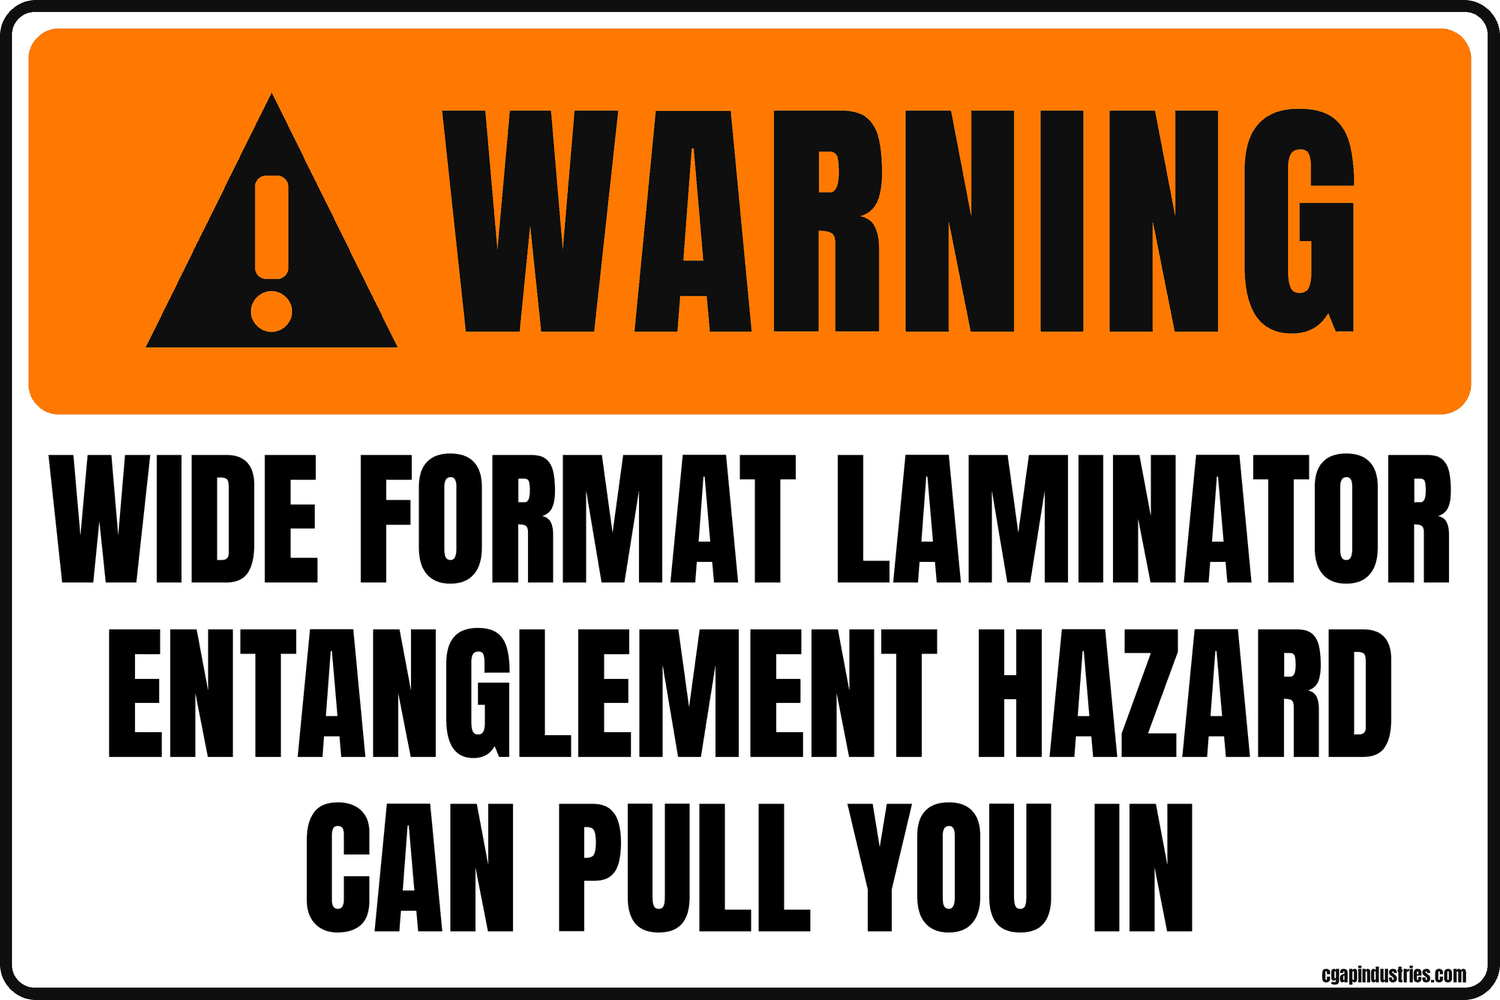 WARNING
WIDE FORMAT LAMINATOR
ENTANGLEMENT HAZARD
CAN PULL YOU IN
cgapindustries.com